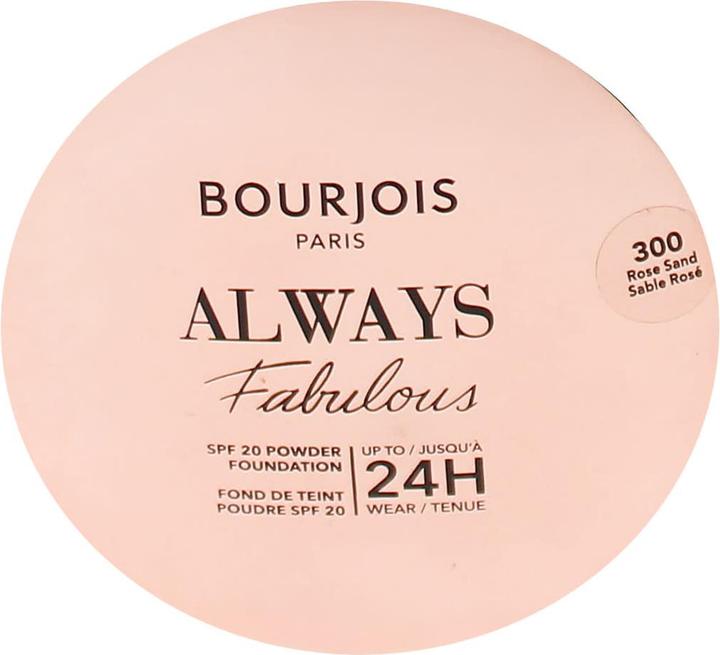 BOURJOIS
PARIS
ALWAYS
Fabulous
SPF 20 POWDER
FOUNDATION
FOND DE TEINT
POUDRE SPF 20
UP TO / JUSQU'À
24H
WEAR / TENUE
300
Rose Sand
Sable Rosé